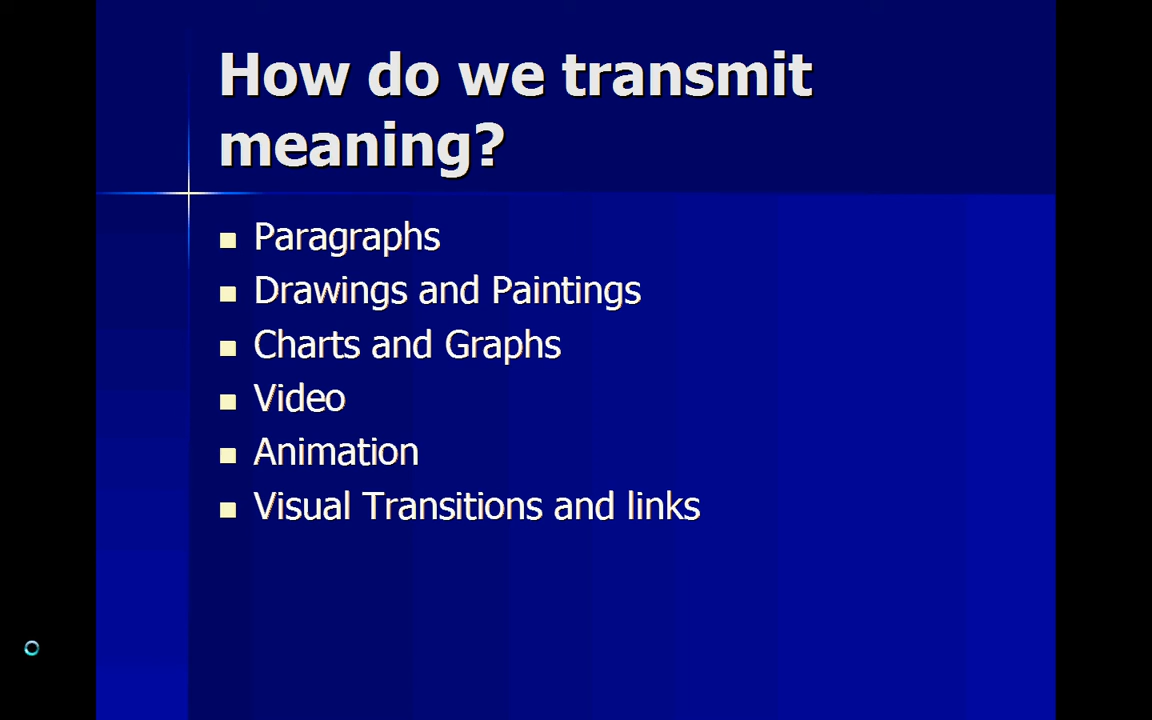 How do we transmit
meaning?
Paragraphs
Drawings and Paintings
Charts and Graphs
Video
Animation
Visual Transitions and links